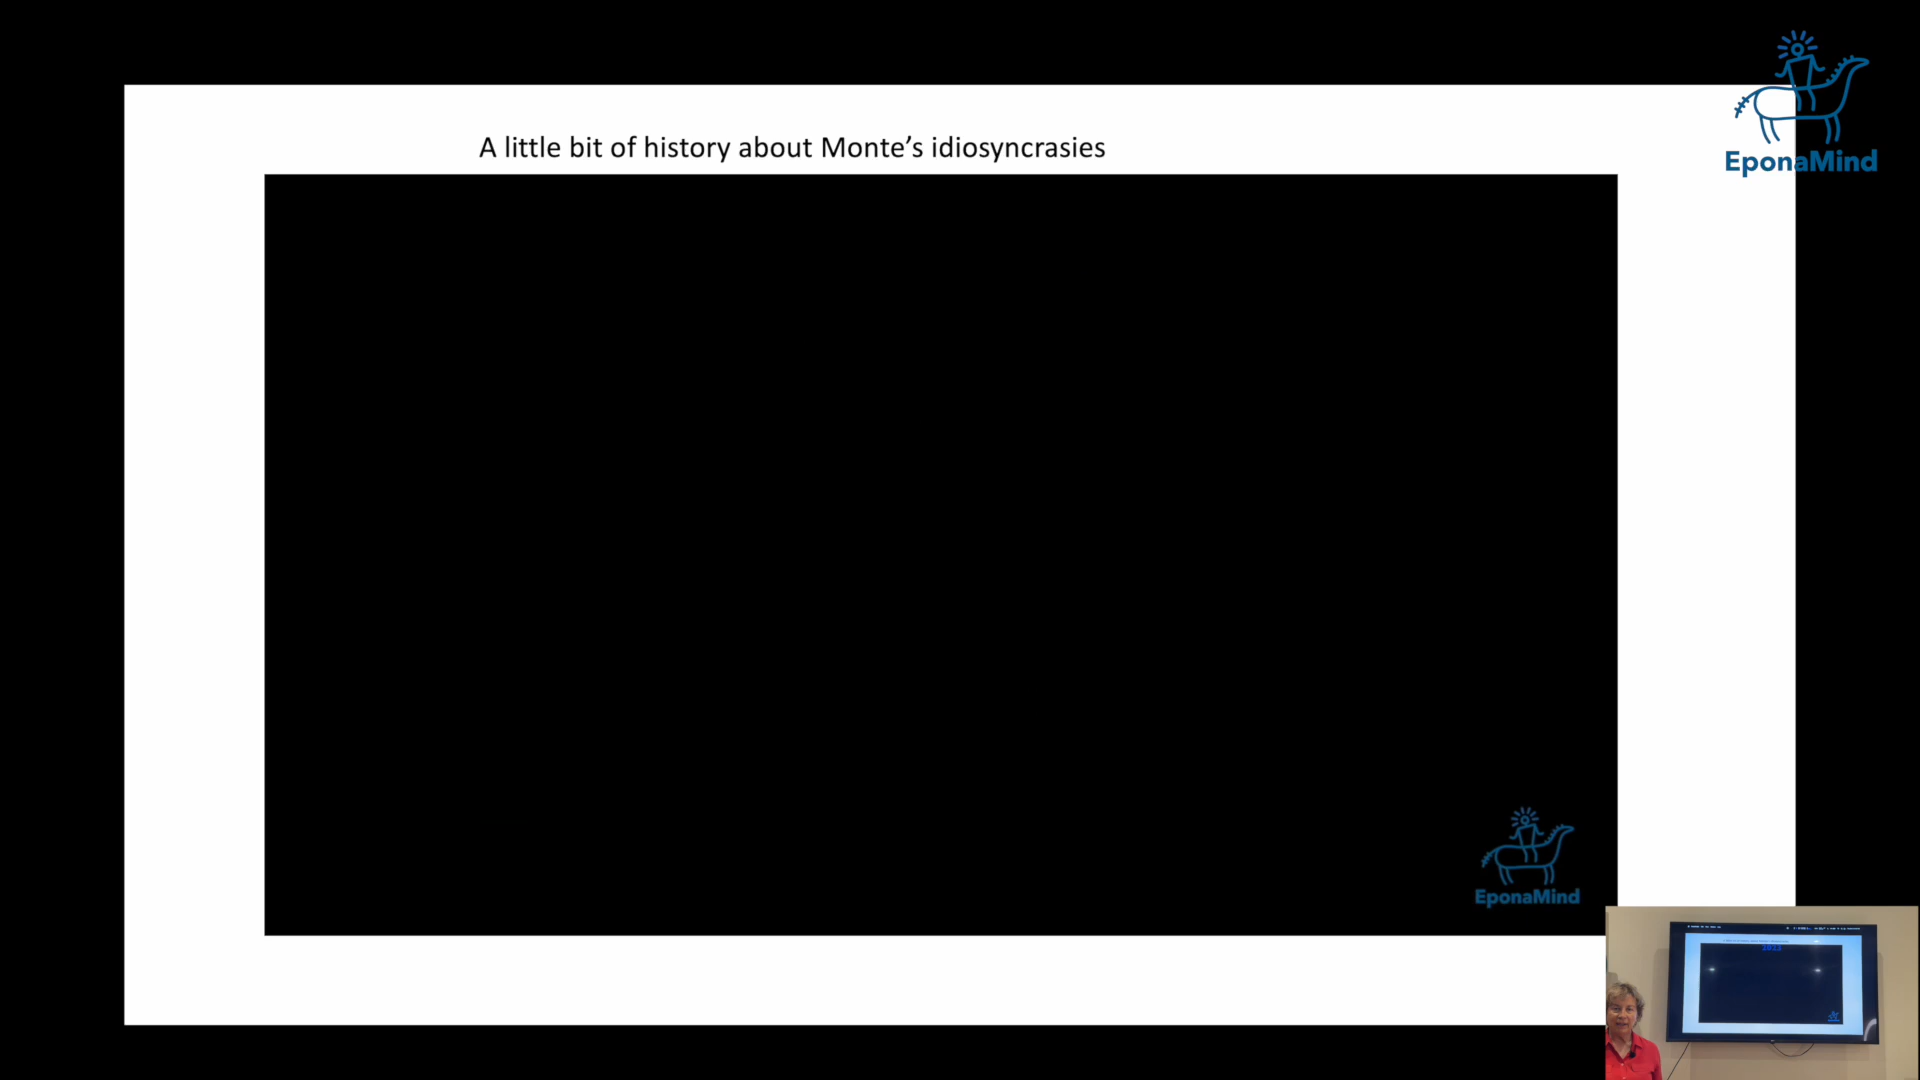 A little bit of history about Monte’s idiosyncrasies
EponaMind
EponaMind